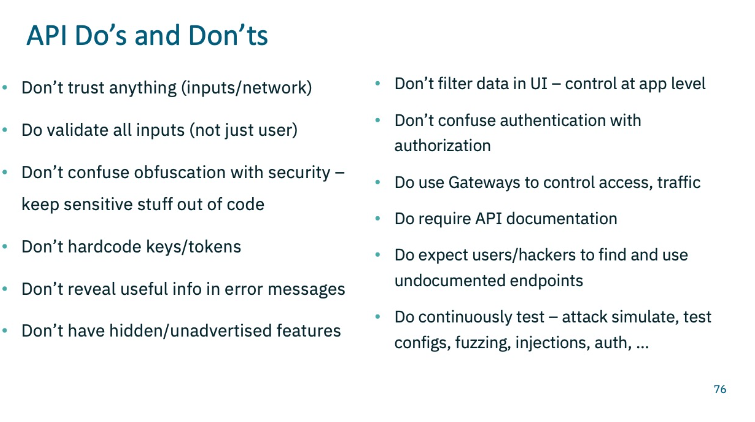 API Do’s and Don’ts
• Don’t trust anything (inputs/network)
• Do validate all inputs (not just user)
• Don’t confuse obfuscation with security –
keep sensitive stuff out of code
• Don’t hardcode keys/tokens
• Don’t reveal useful info in error messages
• Don’t have hidden/unadvertised features
• Don’t filter data in UI – control at app level
• Don’t confuse authentication with
authorization
• Do use Gateways to control access, traffic
• Do require API documentation
• Do expect users/hackers to find and use
undocumented endpoints
• Do continuously test – attack simulate, test
configs, fuzzing, injections, auth, ...
76